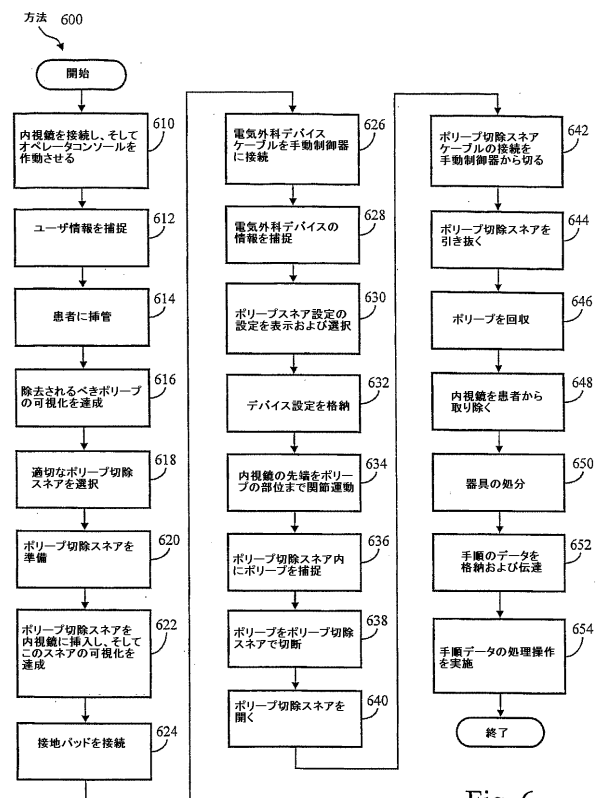 方法 600
開始
内視鏡を接続し、そして
オペレータコンソールを
作動させる
610
ユーザ情報を捕捉
612
患者に挿管
614
除去されるべきポリープ
の可視化を達成
616
適切なポリープ切除
スネアを選択
618
ポリープ切除スネアを
準備
620
ポリープ切除スネアを
内視鏡に挿入し、そして
このスネアの可視化を
達成
622
接地パッドを接続
624
電気外科デバイス
ケーブルを手動制御器
に接続
626
電気外科デバイスの
情報を捕捉
628
ポリープスネア設定の
設定を表示および選択
630
デバイス設定を格納
632
内視鏡の先端をポリー
プの部位まで関節運動
634
ポリープ切除スネア内
にポリープを捕捉
636
ポリープをポリープ切除
スネアで切断
638
ポリープ切除スネアを
開く
640
ポリープ切除スネア
ケーブルの接続を
手動制御器から切る
642
ポリープ切除スネアを
引き抜く
644
ポリープを回収
646
内視鏡を患者から
取り除く
648
器具の処分
650
手順のデータを
格納および伝達
652
手順データの処理操作
を実施
654
終了